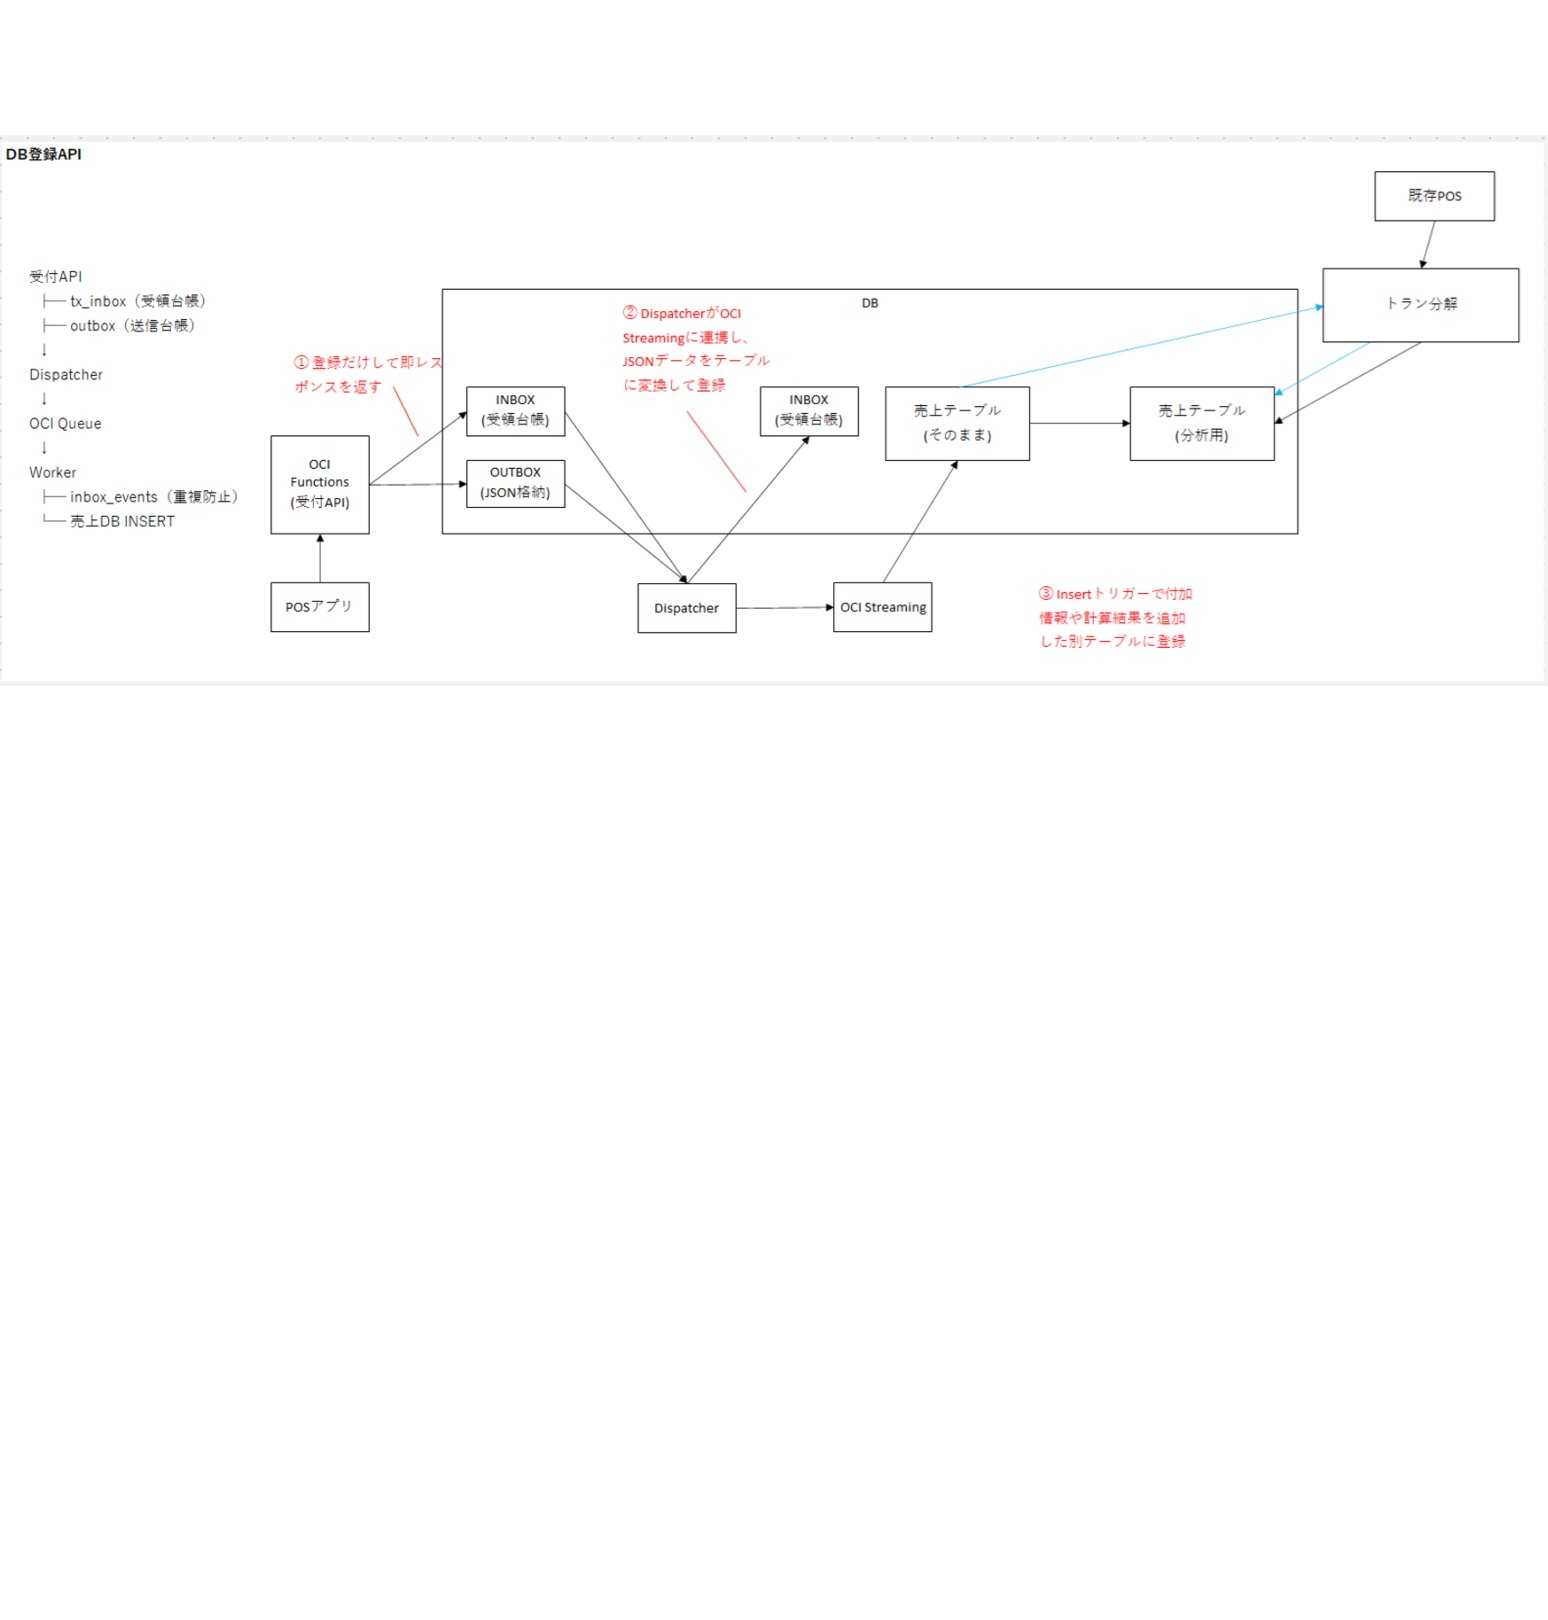 DB登録API
既存POS
トラン分解
受付API
├── tx_inbox（受領台帳）
├── outbox（送信台帳）
↓
Dispatcher
↓
OCI Queue
↓
Worker
├── inbox_events（重複防止）
└── 売上DB INSERT
① 登録だけして即レス
ポンスを返す
DB
② DispatcherがOCI
Streamingに連携し、
JSONデータをテーブル
に変換して登録
INBOX
(受領台帳)
OUTBOX
(JSON格納)
INBOX
(受領台帳)
売上テーブル
(そのまま)
売上テーブル
(分析用)
OCI
Functions
(受付API)
POSアプリ
Dispatcher
OCI Streaming
③ Insertトリガーで付加
情報や計算結果を追加
した別テーブルに登録